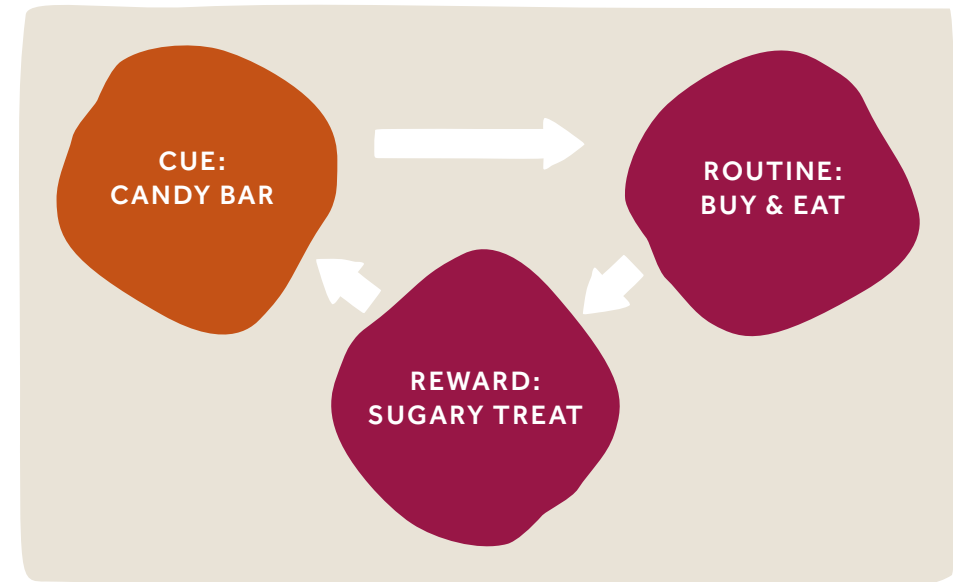 CUE:
CANDY BAR
ROUTINE:
BUY & EAT
REWARD:
SUGARY TREAT